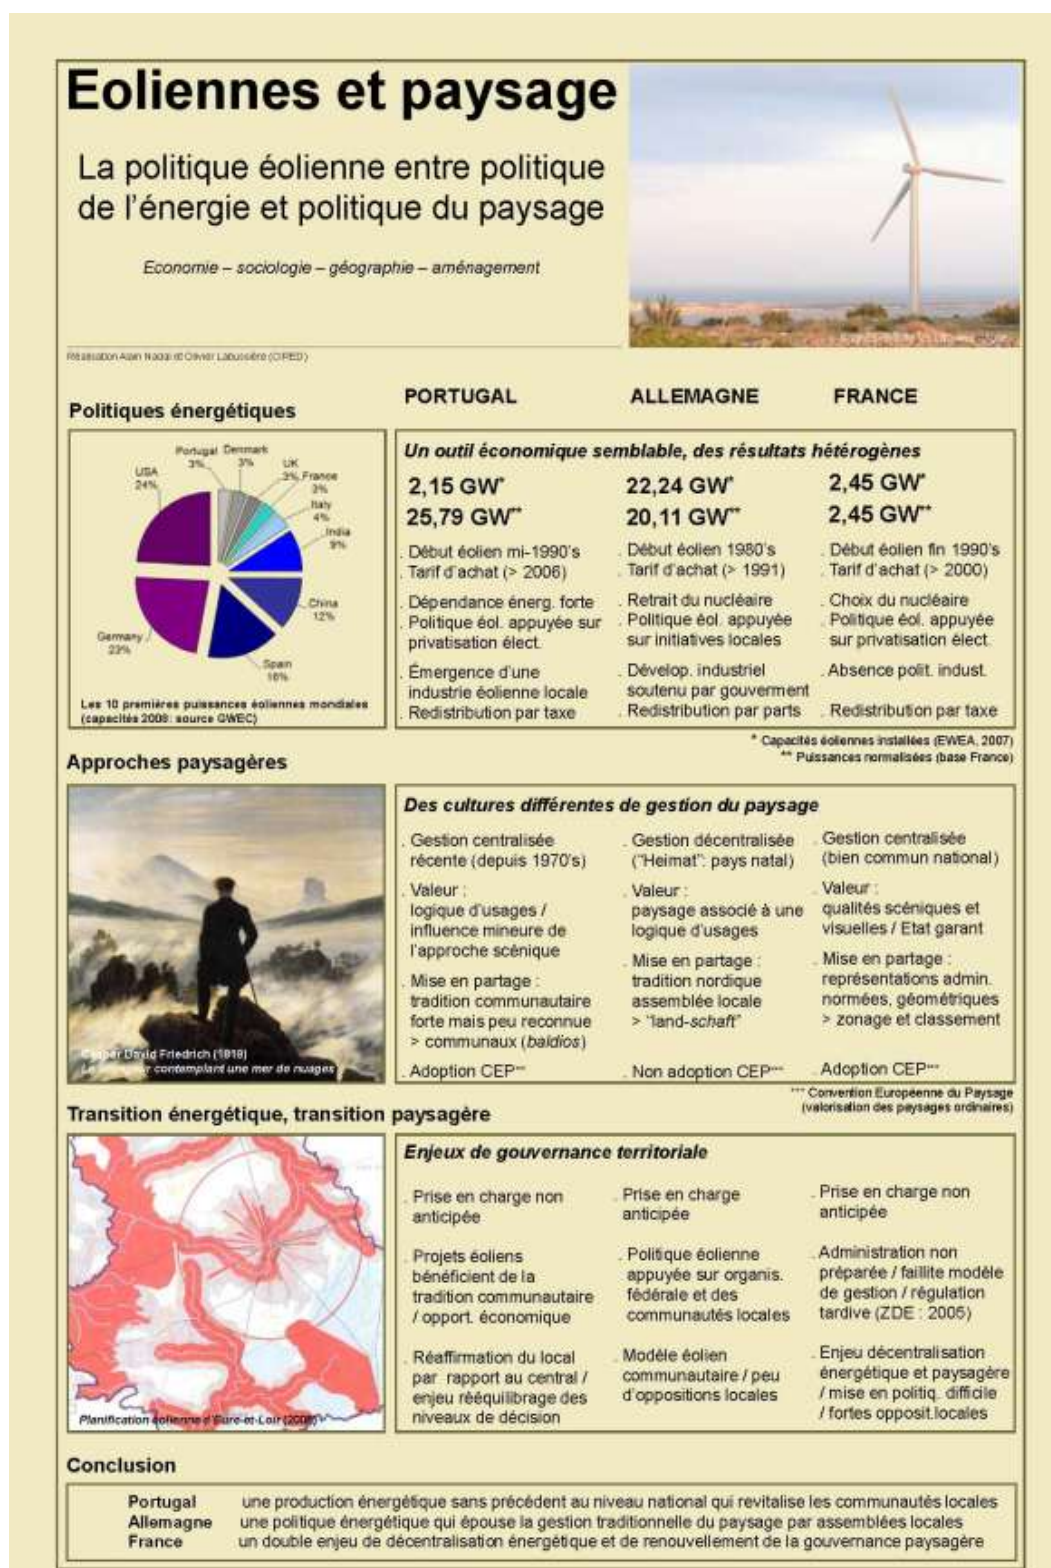 Eoliennes et paysage
La politique éolienne entre politique
de l'énergie et politique du paysage
Economie – sociologie – géographie – aménagement
Réalisation Alain Nadaï et Olivier Labussière (CIRED)
Politiques énergétiques
Portugal
3%
Denmark
3%
UK
3%
France
3%
Italy
4%
India
9%
China
12%
Spain
16%
Germany
23%
USA
24%
Les 10 premières puissances éoliennes mondiales
(capacités 2008: source GWEC)
PORTUGAL ALLEMAGNE FRANCE
Un outil économique semblable, des résultats hétérogènes
2,15 GW*
25,79 GW**
. Début éolien mi-1990's
. Tarif d'achat (> 2006)
. Dépendance énerg. forte
. Politique éol. appuyée sur
privatisation élect.
. Émergence d'une
industrie éolienne locale
. Redistribution par taxe
22,24 GW*
20,11 GW**
. Début éolien 1980's
. Tarif d'achat (> 1991)
. Retrait du nucléaire
. Politique éol. appuyée
sur initiatives locales
. Dévelop. industriel
soutenu par gouverment
. Redistribution par parts
2,45 GW*
2,45 GW**
. Début éolien fin 1990's
. Tarif d'achat (> 2000)
. Choix du nucléaire
. Politique éol. appuyée
sur privatisation élect.
. Absence polit. indust.
. Redistribution par taxe
* Capacités éoliennes installées (EWEA, 2007)
** Puissances normalisées (base France)
Approches paysagères
Caspar David Friedrich (1818)
contemplant une mer de nuages
Des cultures différentes de gestion du paysage
. Gestion centralisée
récente (depuis 1970's)
. Valeur :
logique d'usages /
influence mineure de
l'approche scénique
. Mise en partage :
tradition communautaire
forte mais peu reconnue
> communaux (baldios)
. Adoption CEP***
. Gestion décentralisée
("Heimat": pays natal)
. Valeur :
paysage associé à une
logique d'usages
. Mise en partage :
tradition nordique
assemblée locale
> "land-schaft"
. Non adoption CEP***
. Gestion centralisée
(bien commun national)
. Valeur :
qualités scéniques et
visuelles / Etat garant
. Mise en partage :
représentations admin.
normées, géométriques
> zonage et classement
. Adoption CEP***
*** Convention Européenne du Paysage
(valorisation des paysages ordinaires)
Transition énergétique, transition paysagère
Planification éolienne d'Eure-et-Loir
Enjeux de gouvernance territoriale
. Prise en charge non
anticipée
. Projets éoliens
bénéficient de la
tradition communautaire
/ opport. économique
. Réaffirmation du local
par rapport au central /
enjeu rééquilibrage des
niveaux de décision
. Prise en charge
anticipée
. Politique éolienne
appuyée sur organis.
fédérale et des
communautés locales
. Modèle éolien
communautaire / peu
d'oppositions locales
. Prise en charge non
anticipée
. Administration non
préparée / faillite modèle
de gestion / régulation
tardive (ZDE : 2005)
. Enjeu décentralisation
énergétique et paysagère
/ mise en politiq. difficile
/ fortes opposit.locales
Conclusion
Portugal une production énergétique sans précédent au niveau national qui revitalise les communautés locales
Allemagne une politique énergétique qui épouse la gestion traditionnelle du paysage par assemblées locales
France un double enjeu de décentralisation énergétique et de renouvellement de la gouvernance paysagère